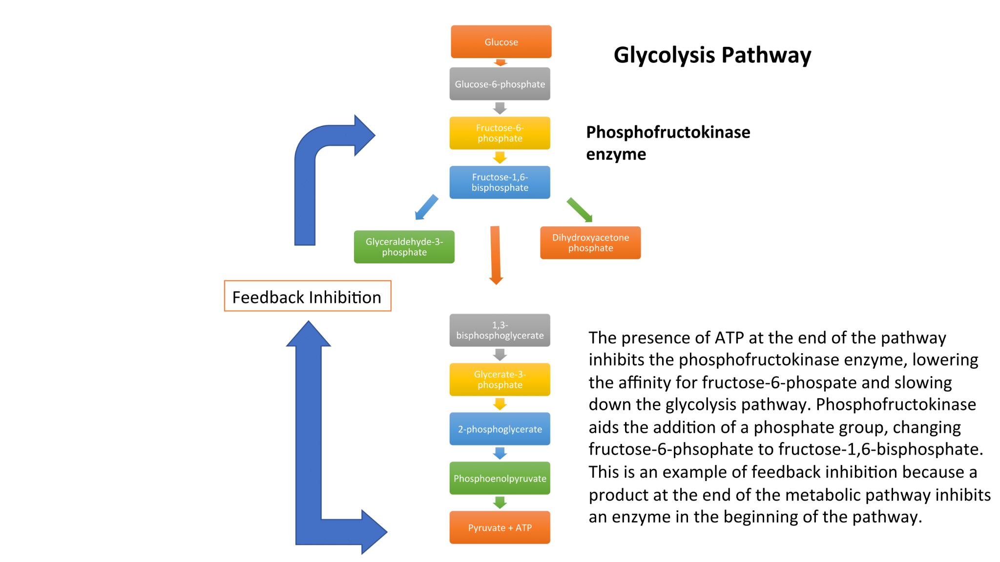 Glucose
Glycolysis Pathway
Glucose-6-phosphate
Fructose-6-
phosphate
Phosphofructokinase
enzyme
Fructose-1,6-
bisphosphate
Glyceraldehyde-3-
phosphate
Dihydroxyacetone
phosphate
Feedback Inhibition
1,3-
bisphosphoglycerate
Glycerate-3-
phosphate
2-phosphoglycerate
Phosphoenolpyruvate
Pyruvate + ATP
The presence of ATP at the end of the pathway
inhibits the phosphofructokinase enzyme, lowering
the affinity for fructose-6-phospate and slowing
down the glycolysis pathway. Phosphofructokinase
aids the addition of a phosphate group, changing
fructose-6-phsophate to fructose-1,6-bisphosphate.
This is an example of feedback inhibition because a
product at the end of the metabolic pathway inhibits
an enzyme in the beginning of the pathway.